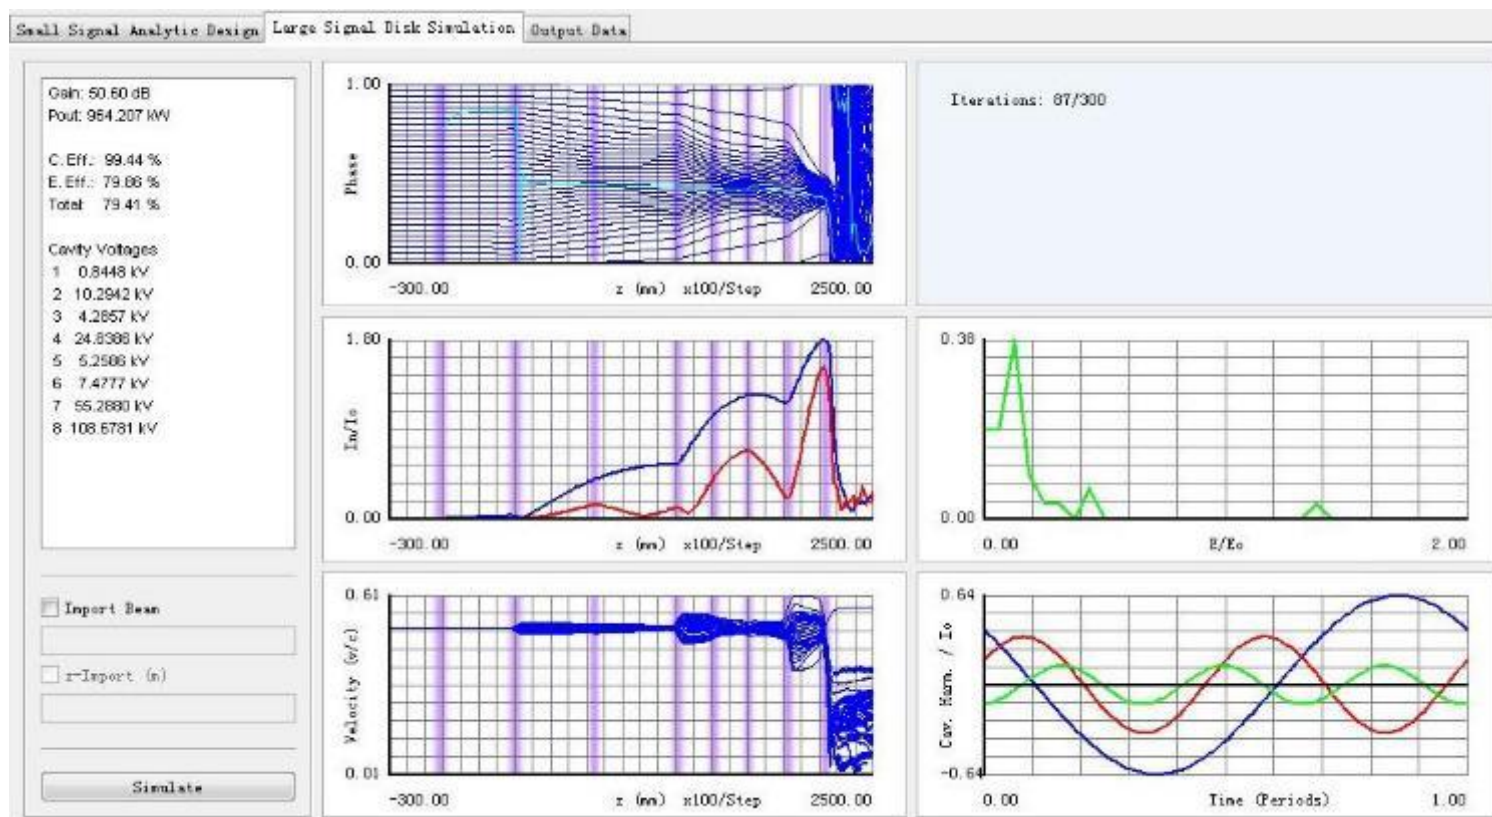 Small Signal Analytic Design Large Signal Disk Simulation Output Data
Gain: 50.60 dB
Pout: 954.207 kW
C. Eff.: 99.44 %
E. Eff.: 79.86 %
Total: 79.41 %
Cavity Voltages
1 0.8448 kV
2 10.2942 kV
3 4.2857 kV
4 24.8386 kV
5 5.2586 kV
6 7.4777 kV
7 55.2880 kV
8 108.6781 kV
Import Beam
z-Import (m)
Simulate
1.00
Phase
0.00
-300.00 z (mm) x100/Step 2500.00
Iterations: 87/300
1.80
In/Io
0.00
-300.00 z (mm) x100/Step 2500.00
0.38
0.00
0.00 E/Eo 2.00
0.61
Velocity (v/c)
0.01
-300.00 z (mm) x100/Step 2500.00
0.64
Cav. Harm. / Io
-0.64
0.00 Time (Periods) 1.00